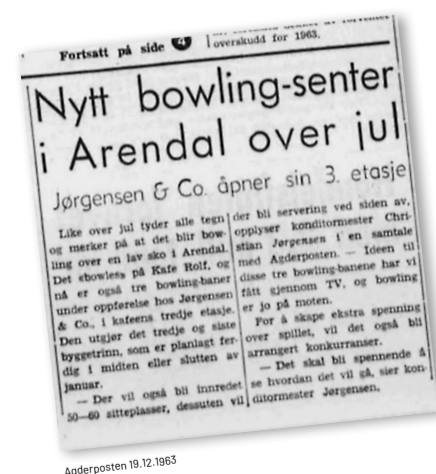 Fortsatt på side 4
overskudd for 1963.
Nytt bowling-senter
i Arendal over jul
Jørgensen & Co. åpner sin 3. etasje
Like over jul tyder alle tegn
og merker på at det blir bow-
ling over en lav sko i Arendal.
Det «bowles» på Kafe Rolf, og
nå er også tre bowling-baner
under oppførelse hos Jørgensen
& Co., i kafeens tredje etasje.
Den utgjør det tredje og siste
byggetrinn, som er planlagt fer-
dig i midten eller slutten av
januar.
— Der vil også bli innredet
50—60 sitteplasser, dessuten vil
der bli servering ved siden av,
opplyser konditormester Chri-
stian Jørgensen i en samtale
med Agderposten. — Ideen til
disse tre bowling-banene har vi
fått gjennom TV, og bowling
er jo på moten.
For å skape ekstra spenning
over spillet, vil det også bli
arrangert konkurranser.
— Det skal bli spennende å
se hvordan det vil gå, sier kon-
ditormester Jørgensen.
Agderposten 19.12.1963